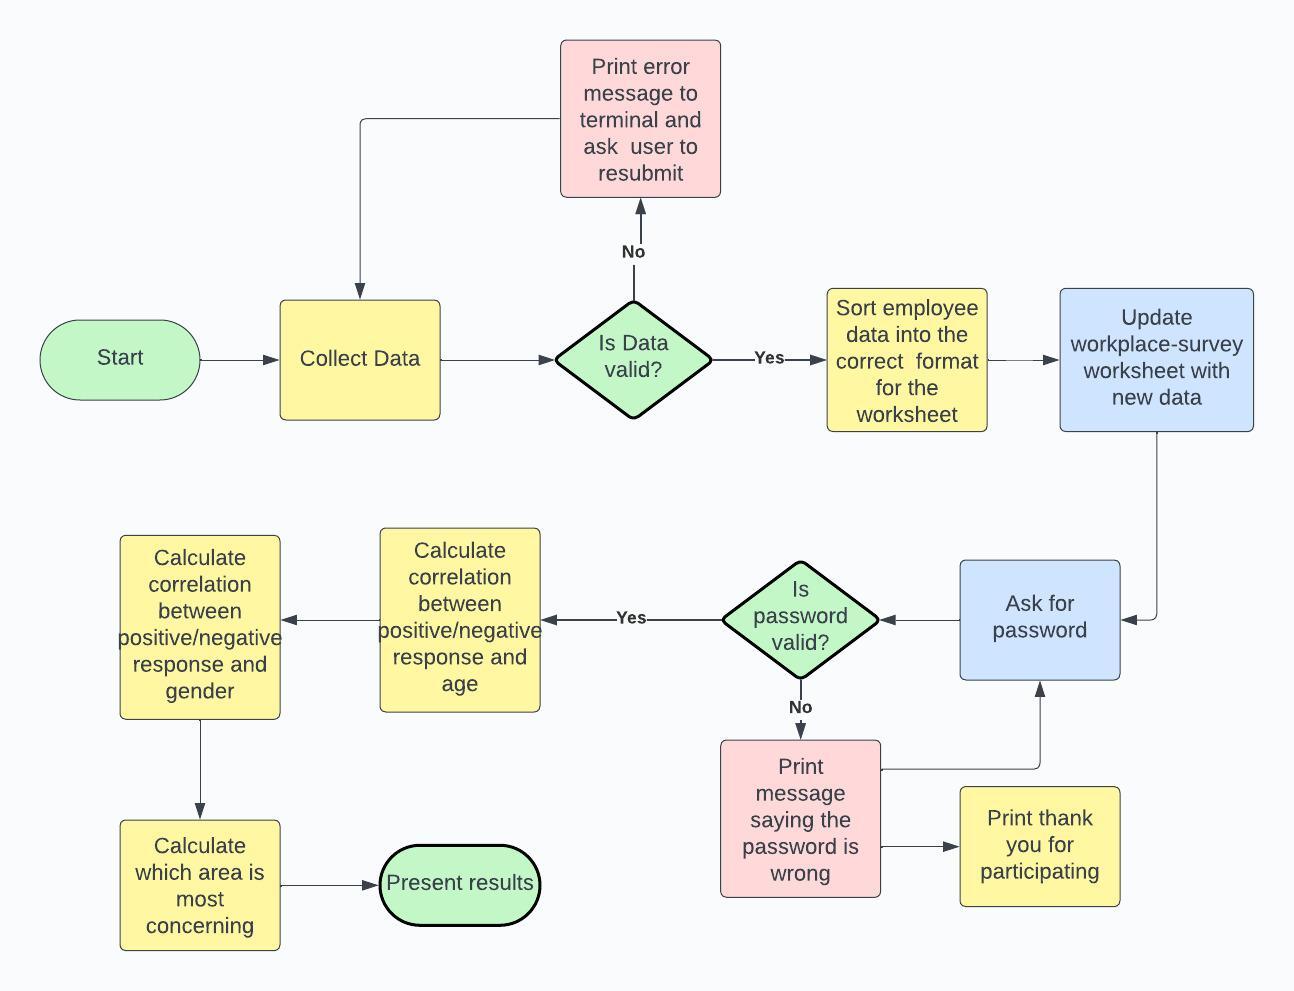 Print error
message to
terminal and
ask  user to
resubmit
No
Start
Collect Data
Is Data
valid?
Yes
Sort employee
data into the
correct  format
for the
worksheet
Update
workplace-survey
worksheet with
new data
Calculate
correlation
between
positive/negative
response and
gender
Calculate
correlation
between
positive/negative
response and
age
Yes
Is
password
valid?
Ask for
password
No
Print
message
saying the
password is
wrong
Print thank
you for
participating
Calculate
which area is
most
concerning
Present results